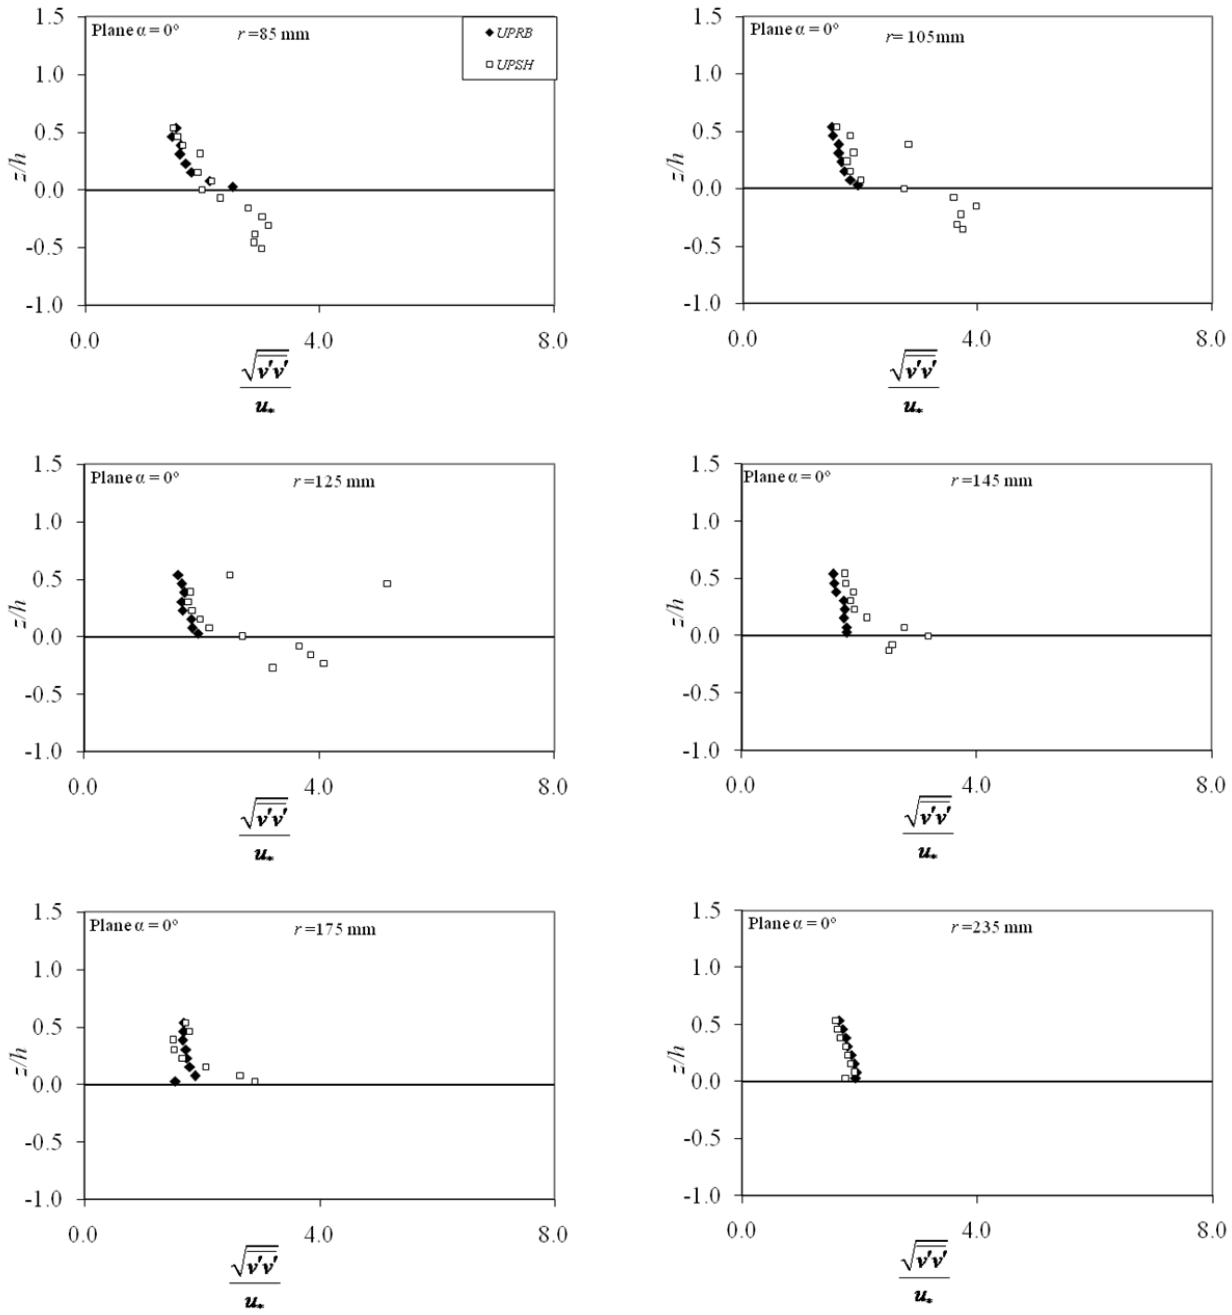 1.5
Plane α = 0°
r =85 mm
◆ UPRB
□ UPSH
1.0
0.5
z/h
0.0
-0.5
-1.0
0.0 4.0 8.0
√v'v'
u*
1.5
Plane α = 0°
r= 105mm
1.0
0.5
z/h
0.0
-0.5
-1.0
0.0 4.0 8.0
√v'v'
u*
1.5
Plane α = 0°
r =125 mm
1.0
0.5
z/h
0.0
-0.5
-1.0
0.0 4.0 8.0
√v'v'
u*
1.5
Plane α = 0°
r =145 mm
1.0
0.5
z/h
0.0
-0.5
-1.0
0.0 4.0 8.0
√v'v'
u*
1.5
Plane α = 0°
r =175 mm
1.0
0.5
z/h
0.0
-0.5
-1.0
0.0 4.0 8.0
√v'v'
u*
1.5
Plane α = 0°
r =235 mm
1.0
0.5
z/h
0.0
-0.5
-1.0
0.0 4.0 8.0
√v'v'
u*